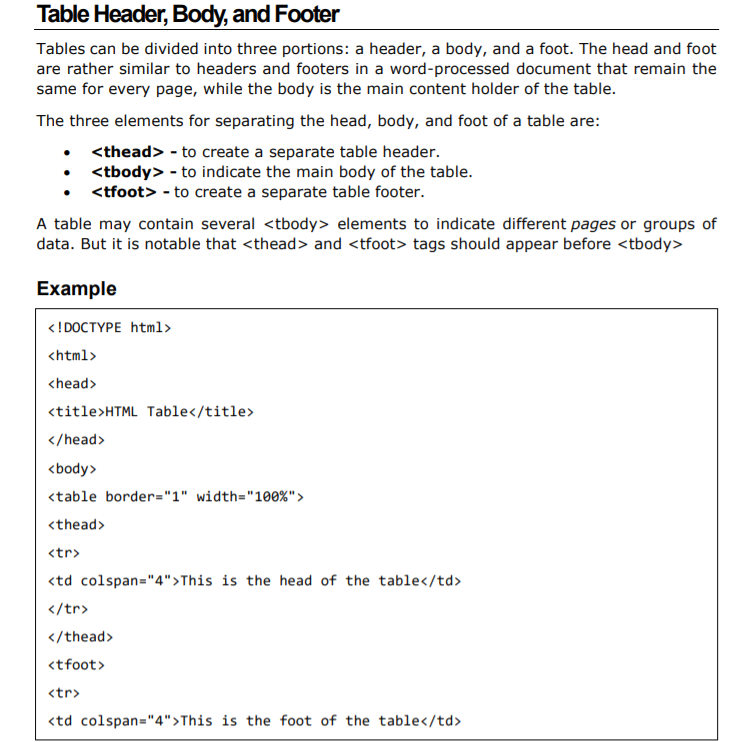 Table Header, Body, and Footer
Tables can be divided into three portions: a header, a body, and a foot. The head and foot
are rather similar to headers and footers in a word-processed document that remain the
same for every page, while the body is the main content holder of the table.
The three elements for separating the head, body, and foot of a table are:
• <thead> - to create a separate table header.
• <tbody> - to indicate the main body of the table.
• <tfoot> - to create a separate table footer.
A table may contain several <tbody> elements to indicate different pages or groups of
data. But it is notable that <thead> and <tfoot> tags should appear before <tbody>
Example
<!DOCTYPE html>
<html>
<head>
<title>HTML Table</title>
</head>
<body>
<table border="1" width="100%">
<thead>
<tr>
<td colspan="4">This is the head of the table</td>
</tr>
</thead>
<tfoot>
<tr>
<td colspan="4">This is the foot of the table</td>